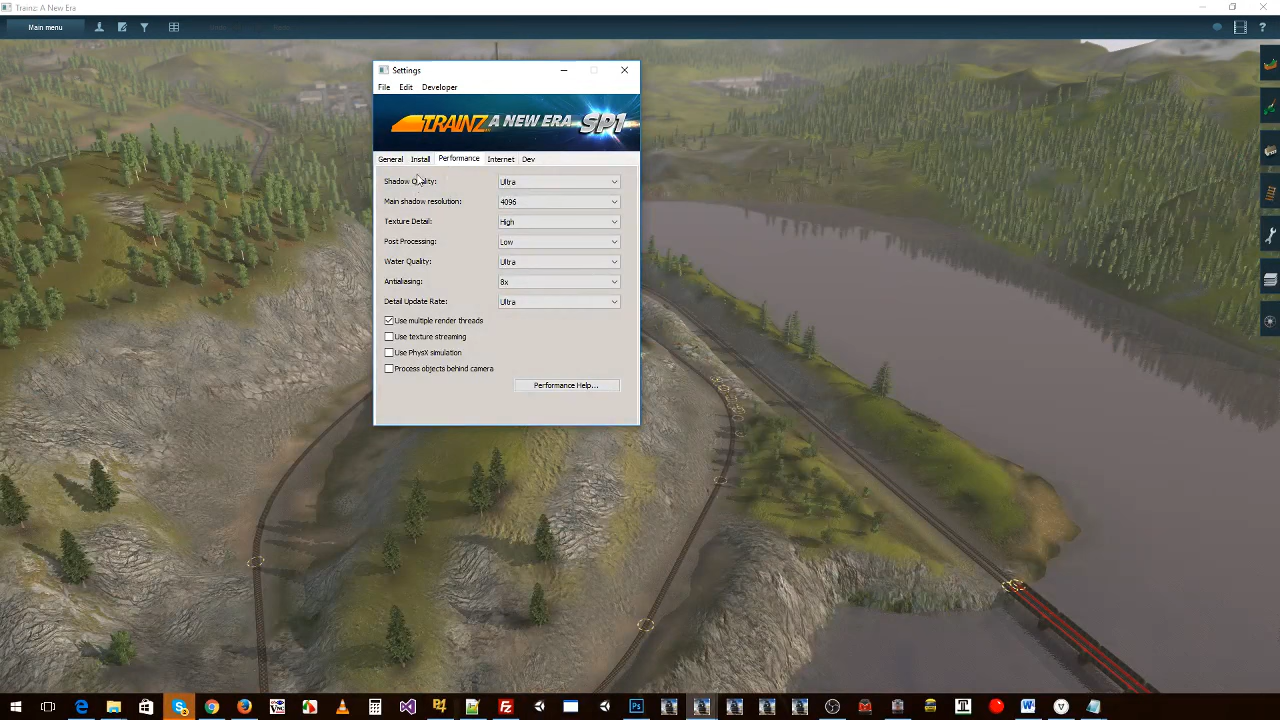 Trainz: A New Era
Main menu
?
Settings
File Edit Developer
TRAINZ A NEW ERA SP1
General Install Performance Internet Dev
Shadow Quality: Ultra
Main shadow resolution: 4096
Texture Detail: High
Post Processing: Low
Water Quality: Ultra
Antialiasing: 8x
Detail Update Rate: Ultra
Use multiple render threads
Use texture streaming
Use PhysX simulation
Process objects behind camera
Performance Help...